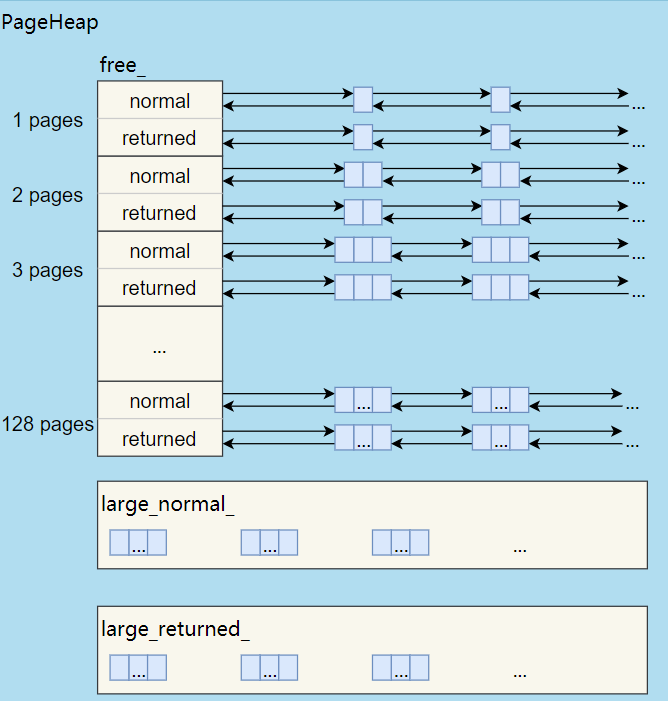 PageHeap
free_
1 pages
normal
...
returned
...
2 pages
normal
...
returned
...
3 pages
normal
...
returned
...
...
128 pages
normal
... ... ...
returned
... ... ...
large_normal_
... ... ... ...
large_returned_
... ... ... ...